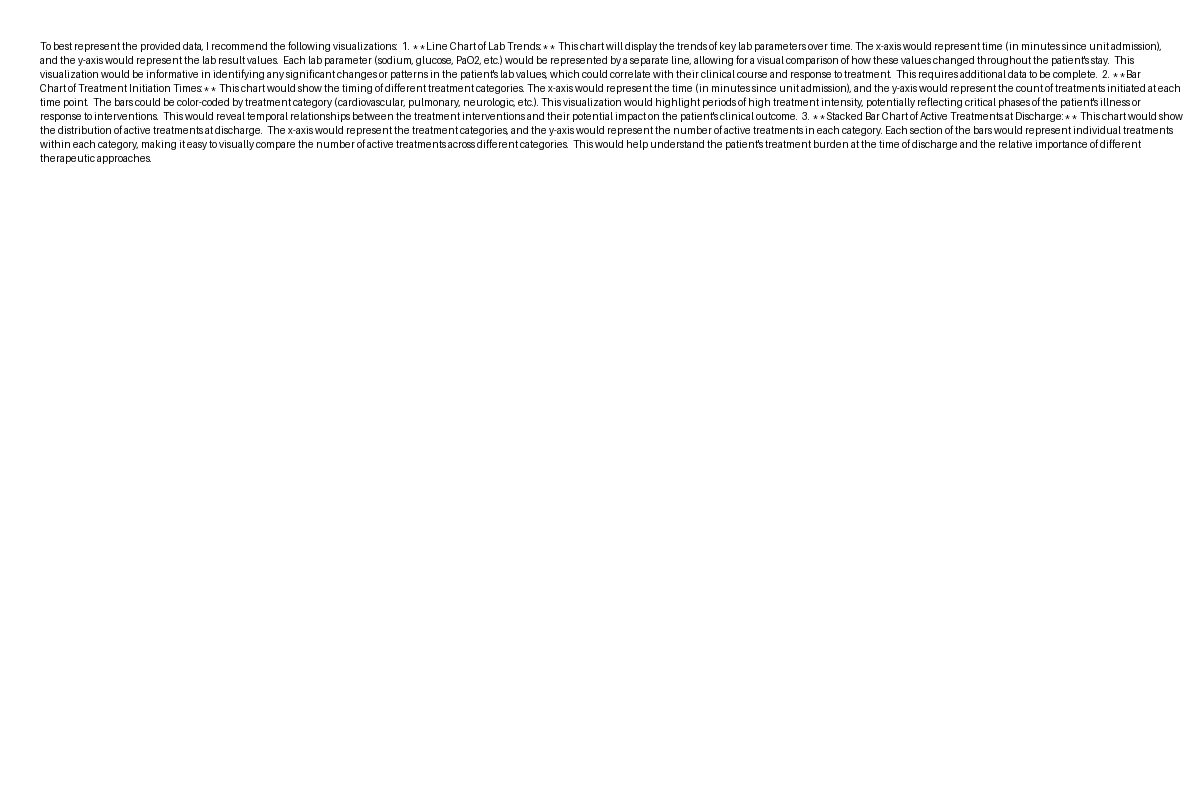 To best represent the provided data, I recommend the following visualizations:  1. **Line Chart of Lab Trends:** This chart will display the trends of key lab parameters over time. The x-axis would represent time (in minutes since unit admission),
and the y-axis would represent the lab result values.  Each lab parameter (sodium, glucose, PaO2, etc.) would be represented by a separate line, allowing for a visual comparison of how these values changed throughout the patient's stay.  This
visualization would be informative in identifying any significant changes or patterns in the patient's lab values, which could correlate with their clinical course and response to treatment.  This requires additional data to be complete.  2. **Bar
Chart of Treatment Initiation Times:** This chart would show the timing of different treatment categories. The x-axis would represent the time (in minutes since unit admission), and the y-axis would represent the count of treatments initiated at each
time point.  The bars could be color-coded by treatment category (cardiovascular, pulmonary, neurologic, etc.). This visualization would highlight periods of high treatment intensity, potentially reflecting critical phases of the patient's illness or
response to interventions.  This would reveal temporal relationships between the treatment interventions and their potential impact on the patient's clinical outcome.  3. **Stacked Bar Chart of Active Treatments at Discharge:** This chart would show
the distribution of active treatments at discharge.  The x-axis would represent the treatment categories, and the y-axis would represent the number of active treatments in each category. Each section of the bars would represent individual treatments
within each category, making it easy to visually compare the number of active treatments across different categories.  This would help understand the patient's treatment burden at the time of discharge and the relative importance of different
therapeutic approaches.